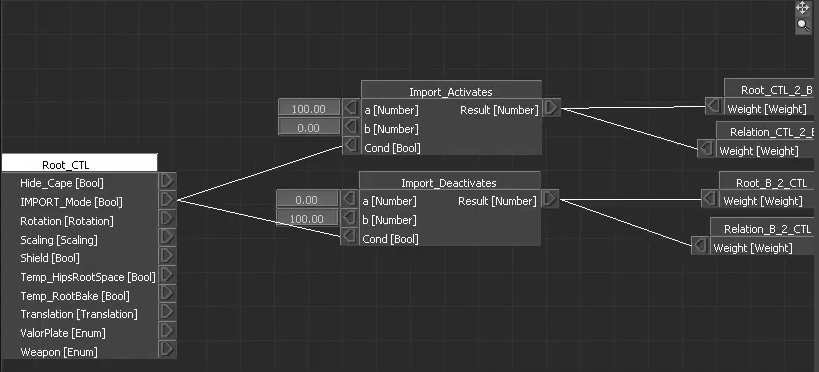 Import_Activates
100.00
a [Number]
Result [Number]
0.00
b [Number]
Cond [Bool]
Root_CTL_2_B
Weight [Weight]
Relation_CTL_2_B
Weight [Weight]
Root_CTL
Hide_Cape [Bool]
IMPORT_Mode [Bool]
Rotation [Rotation]
Scaling [Scaling]
Shield [Bool]
Temp_HipsRootSpace [Bool]
Temp_RootBake [Bool]
Translation [Translation]
ValorPlate [Enum]
Weapon [Enum]
Import_Deactivates
0.00
a [Number]
Result [Number]
100.00
b [Number]
Cond [Bool]
Root_B_2_CTL
Weight [Weight]
Relation_B_2_CTL
Weight [Weight]